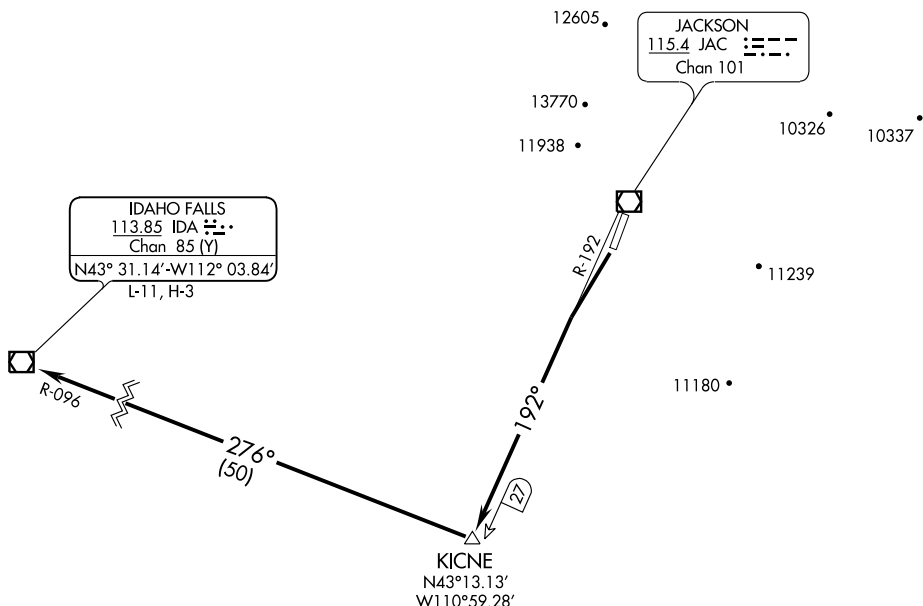 12605
JACKSON
115.4 JAC
Chan 101
13770
11938
10326
10337
IDAHO FALLS
113.85 IDA
Chan 85 (Y)
N43° 31.14′-W112° 03.84′
L-11, H-3
R-192
11239
R-096
11180
192°
276°
(50)
27
KICNE
N43°13.13′
W110°59.28′